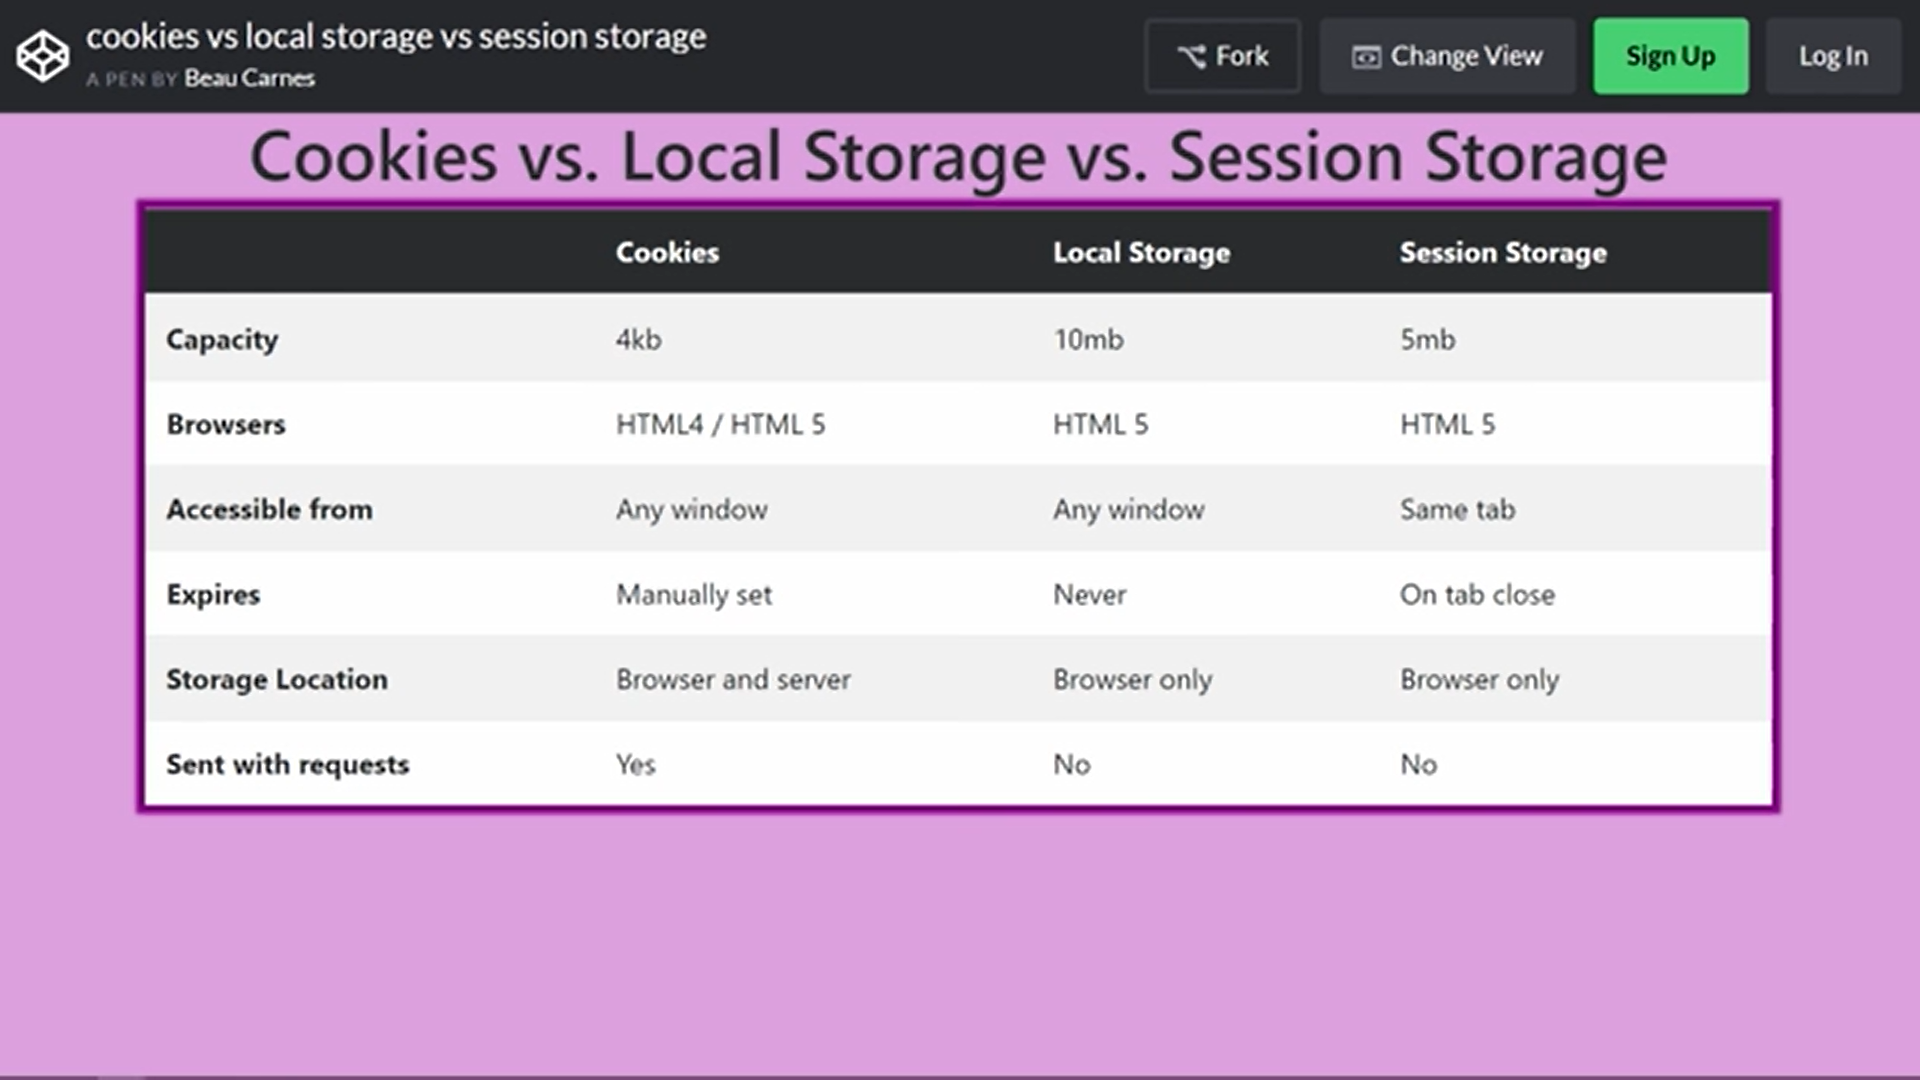 cookies vs local storage vs session storage
A PEN BY Beau Carnes
Fork
Change View
Sign Up
Log In
Cookies vs. Local Storage vs. Session Storage
Cookies Local Storage Session Storage
Capacity 4kb 10mb 5mb
Browsers HTML4 / HTML 5 HTML 5 HTML 5
Accessible from Any window Any window Same tab
Expires Manually set Never On tab close
Storage Location Browser and server Browser only Browser only
Sent with requests Yes No No